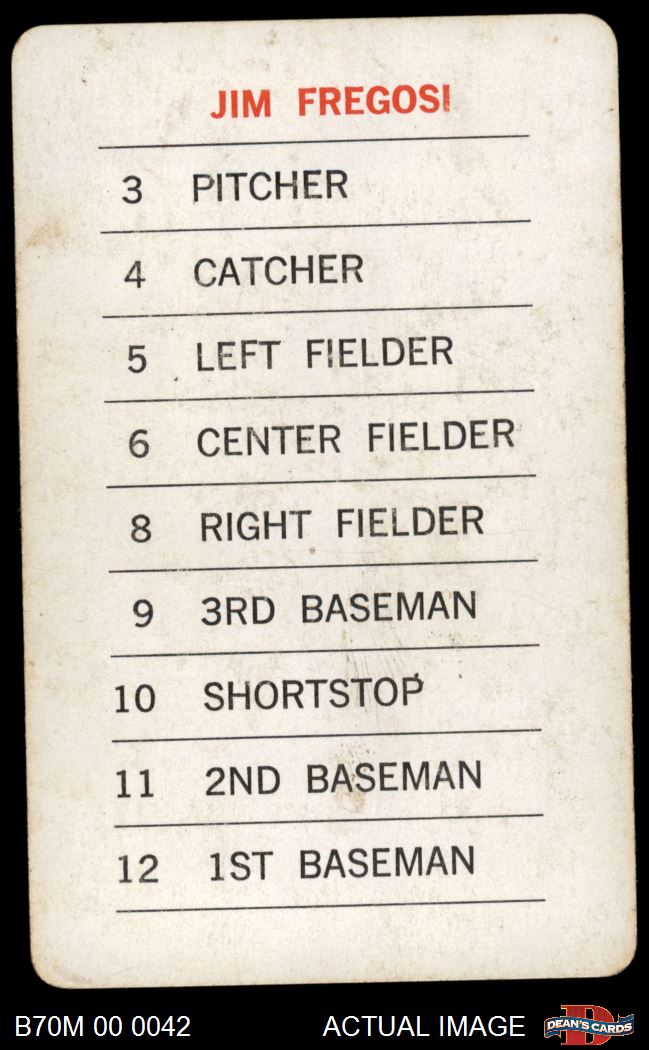 JIM FREGOSI
3 PITCHER
4 CATCHER
5 LEFT FIELDER
6 CENTER FIELDER
8 RIGHT FIELDER
9 3RD BASEMAN
10 SHORTSTOP
11 2ND BASEMAN
12 1ST BASEMAN
B70M 00 0042 ACTUAL IMAGE D DEAN'S CARDS